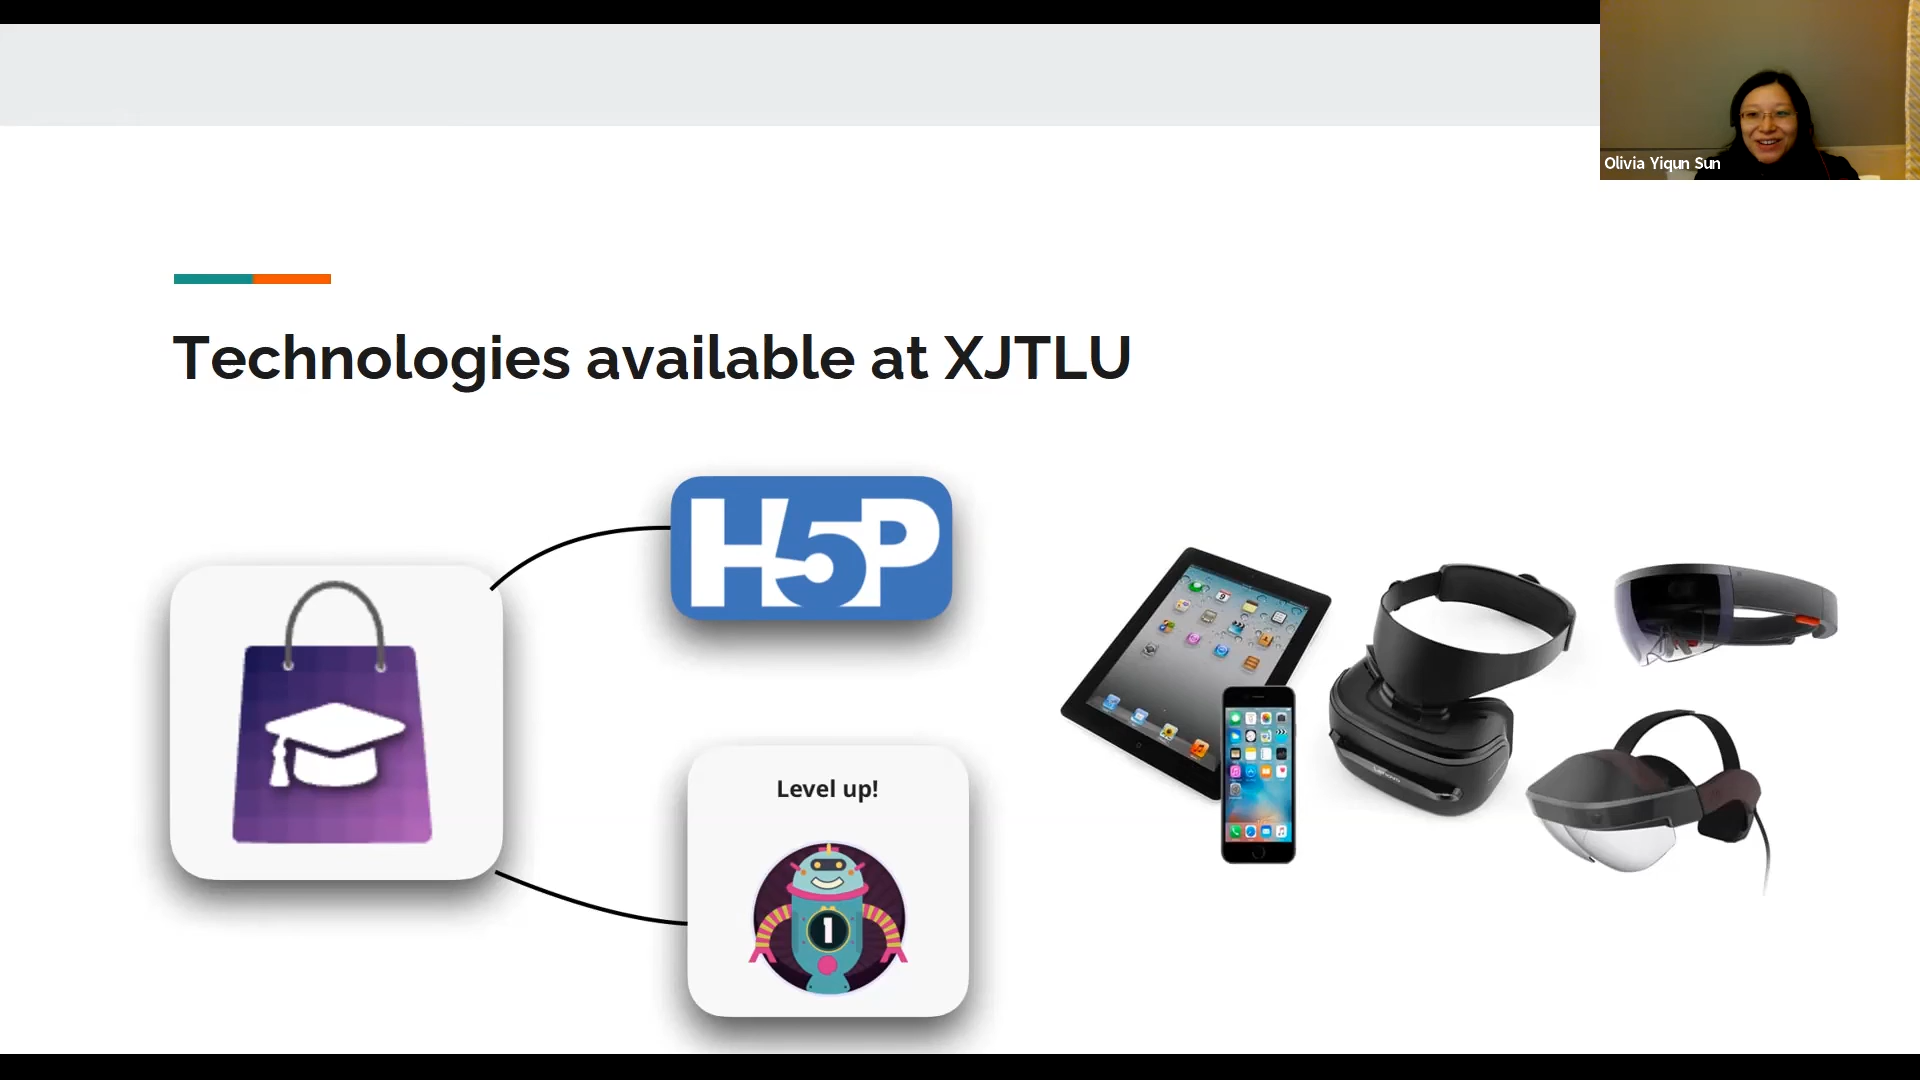 Olivia Yiqun Sun
Technologies available at XJTLU
H5P
Level up!
1